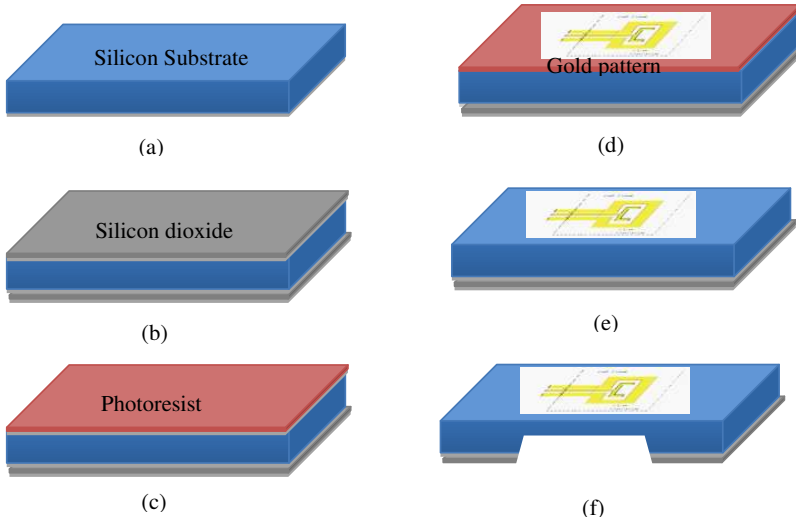 Silicon Substrate
(a)
Silicon dioxide
(b)
Photoresist
(c)
Gold pattern
(d)
(e)
(f)